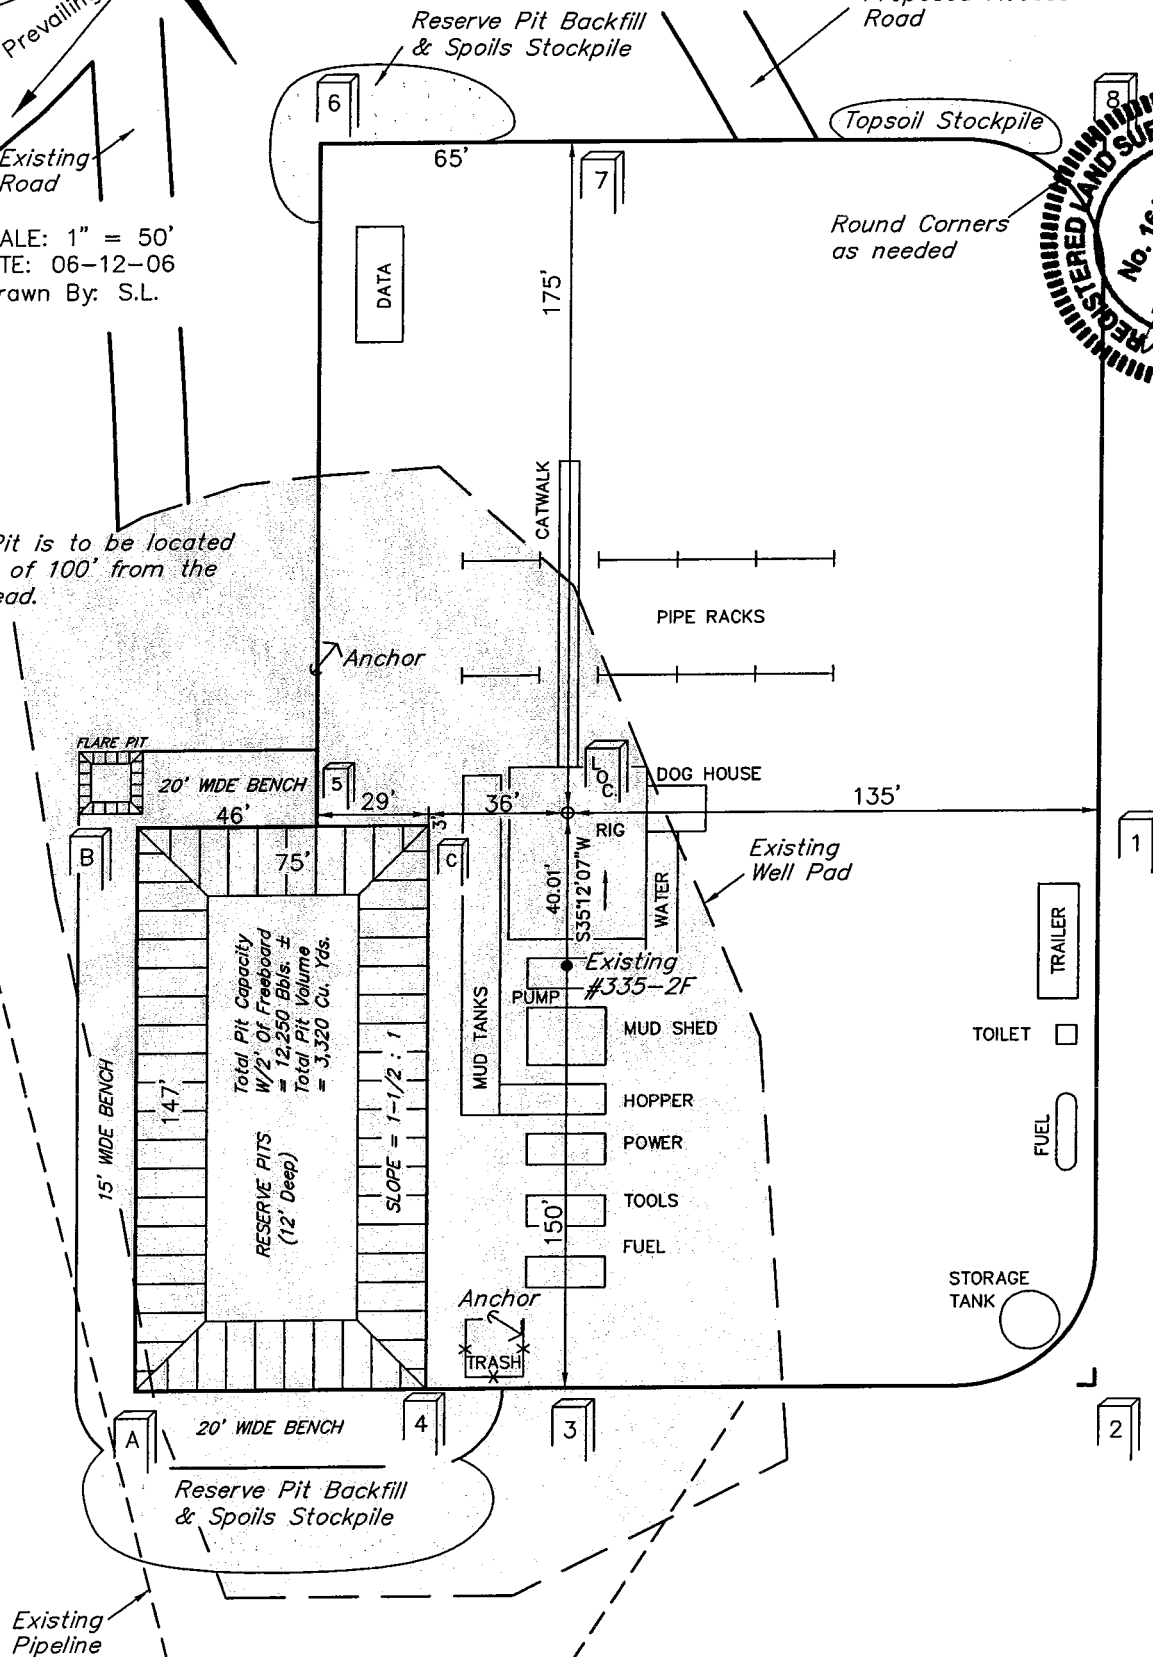 Prevailing
Reserve Pit Backfill
& Spoils Stockpile
Road
6
8
Topsoil Stockpile
Existing
Road
65'
7
Round Corners
as needed
REGISTERED LAND
No. 16
ALE: 1" = 50'
TE: 06-12-06
rawn By: S.L.
DATA
175'
CATWALK
Pit is to be located
of 100' from the
ead.
PIPE RACKS
Anchor
FLARE PIT
20' WIDE BENCH
5
LOC.
DOG HOUSE
46'
29'
3'
36'
135'
RIG
B
75'
C
40.01'
S35°12'07"W
WATER
Existing
Well Pad
1
TRAILER
Total Pit Capacity
W/2' Of Freeboard
= 12,250 Bbls. ±
Total Pit Volume
= 3,320 Cu. Yds.
Existing
#335-2F
PUMP
MUD TANKS
MUD SHED
TOILET
15' WIDE BENCH
147'
RESERVE PITS
(12' Deep)
SLOPE = 1-1/2 : 1
HOPPER
POWER
FUEL
TOOLS
150'
FUEL
STORAGE
TANK
Anchor
TRASH
A
20' WIDE BENCH
4
3
2
Reserve Pit Backfill
& Spoils Stockpile
Existing
Pipeline